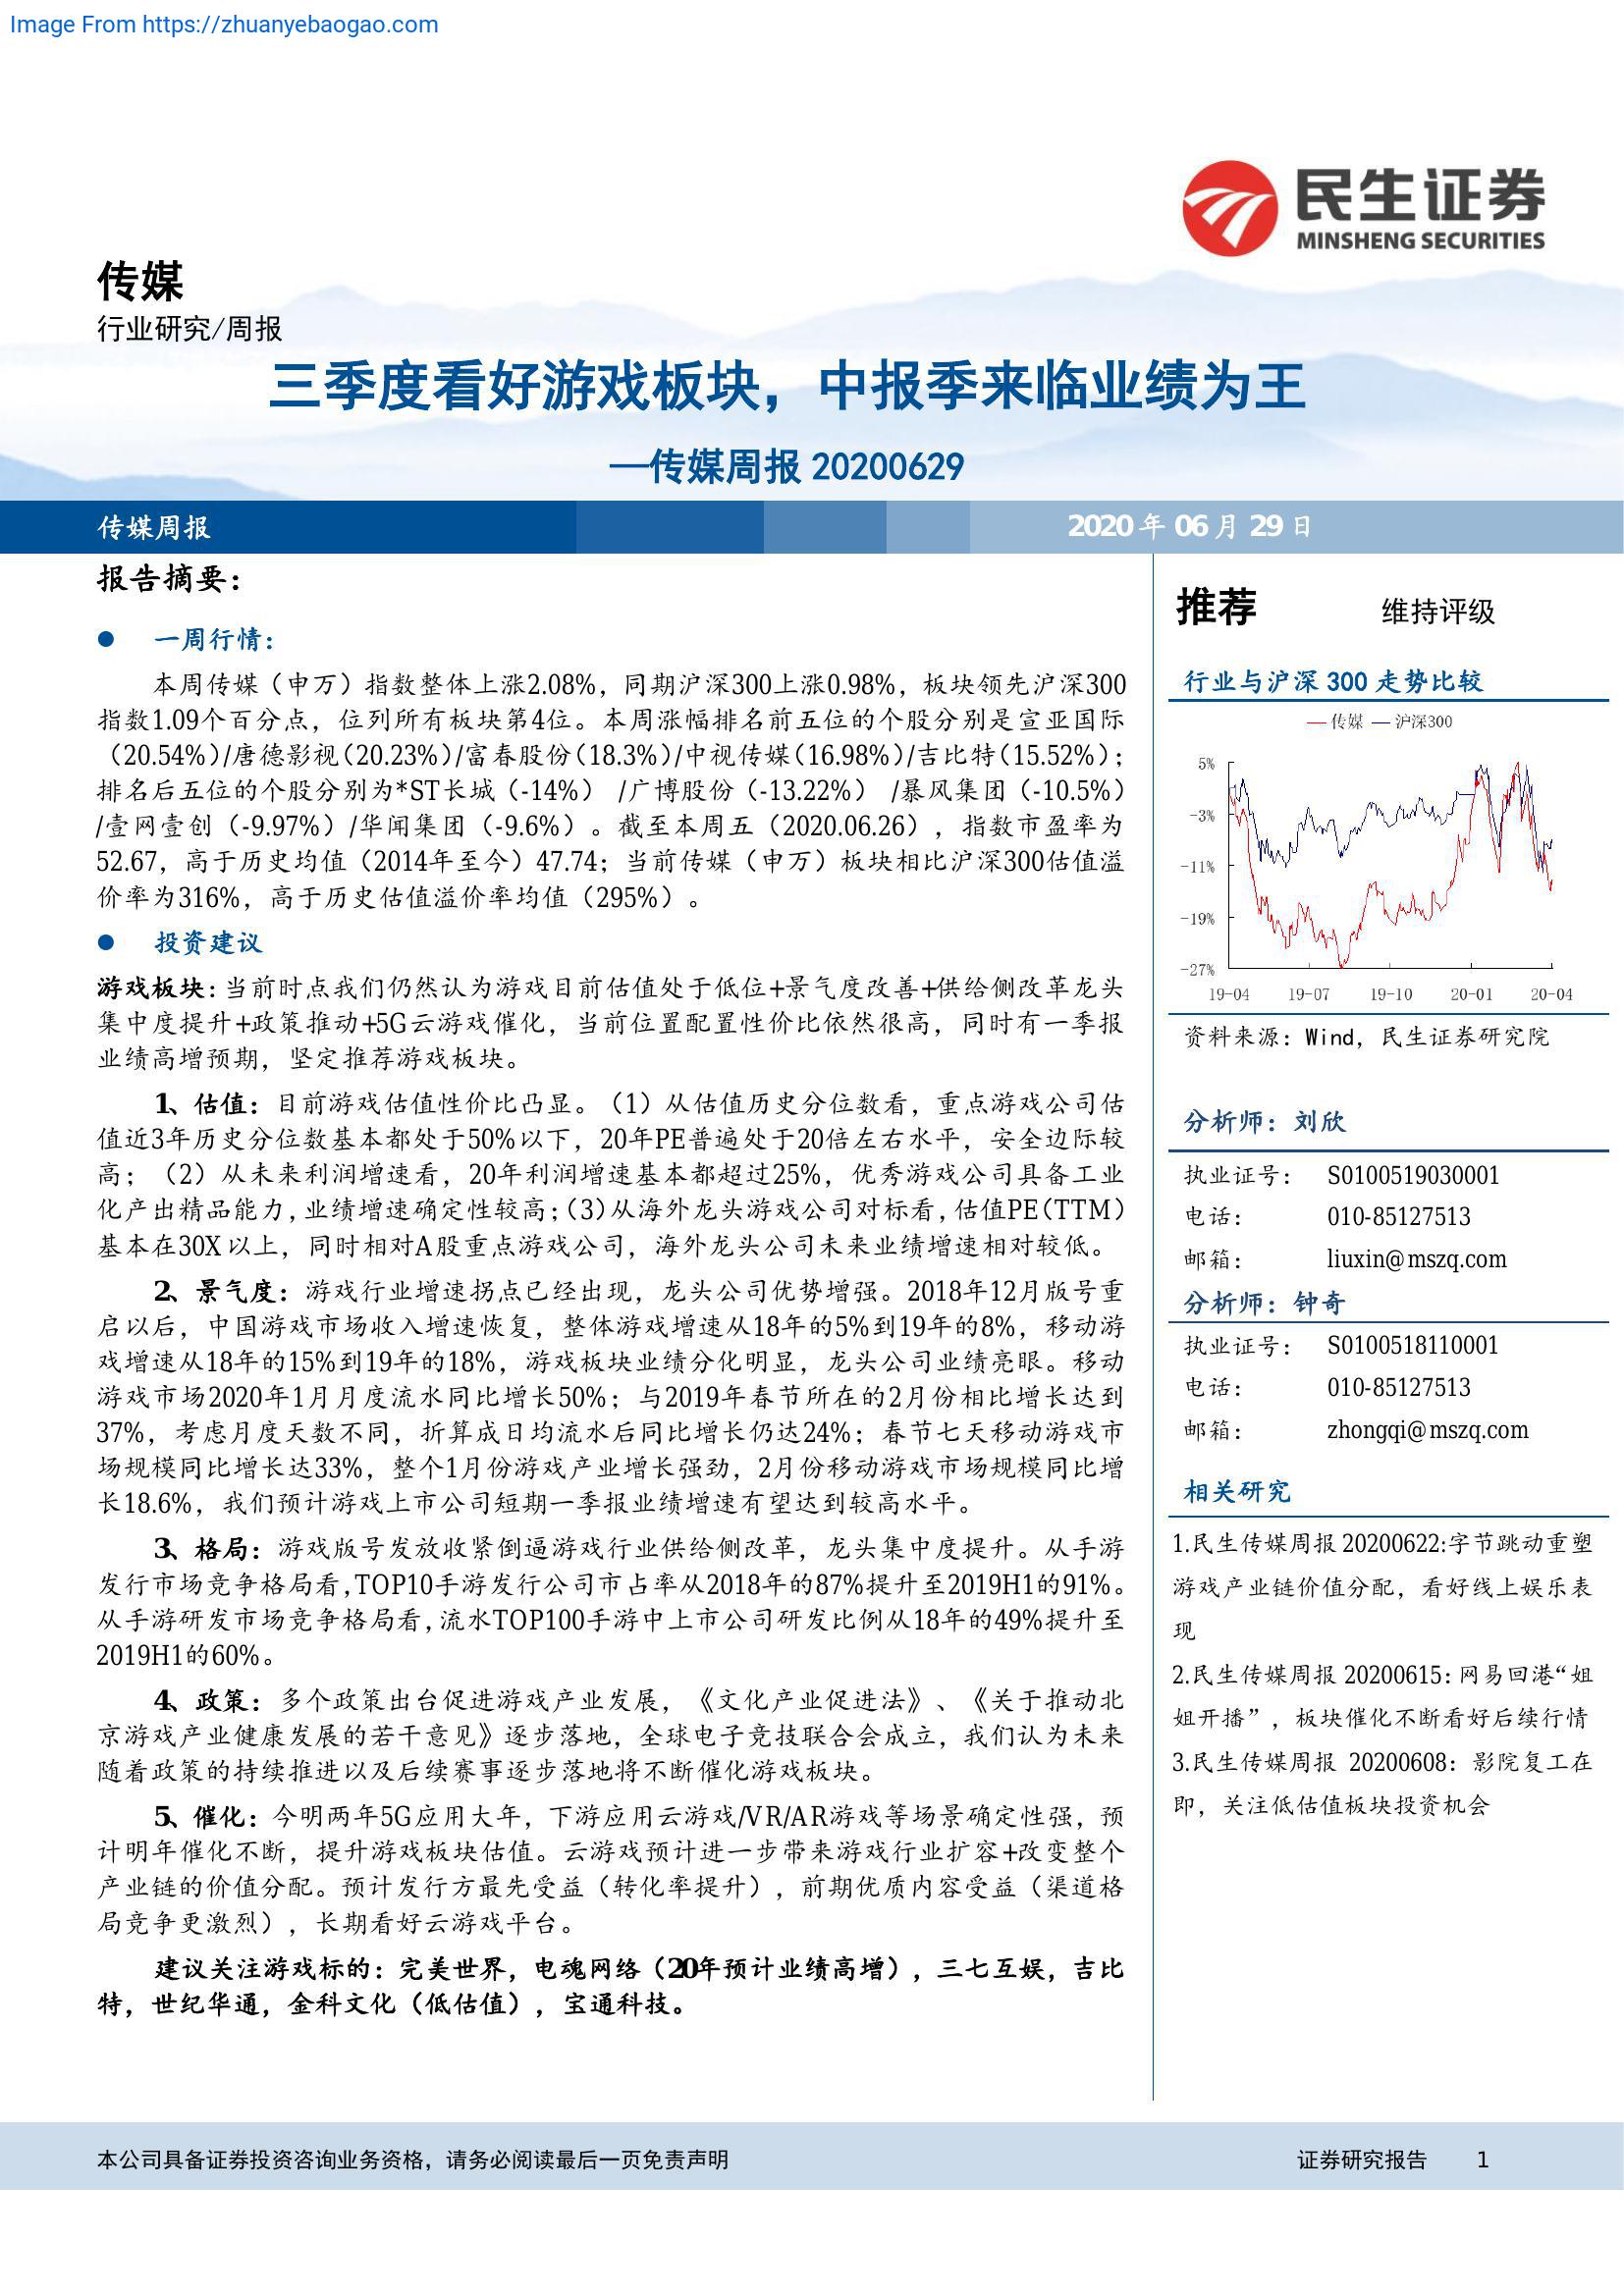 Image From https://zhuanyebaogao.com
民生证券
MINSHENG SECURITIES
传媒
行业研究/周报
三季度看好游戏板块，中报季来临业绩为王
—传媒周报 20200629
传媒周报
2020 年 06 月 29 日
报告摘要：
● 一周行情：
本周传媒（申万）指数整体上涨2.08%，同期沪深300上涨0.98%，板块领先沪深300
指数1.09个百分点，位列所有板块第4位。本周涨幅排名前五位的个股分别是宣亚国际
（20.54%）/唐德影视（20.23%）/富春股份（18.3%）/中视传媒（16.98%）/吉比特（15.52%）；
排名后五位的个股分别为*ST长城（-14%） /广博股份（-13.22%） /暴风集团（-10.5%）
/壹网壹创（-9.97%）/华闻集团（-9.6%）。截至本周五（2020.06.26），指数市盈率为
52.67，高于历史均值（2014年至今）47.74；当前传媒（申万）板块相比沪深300估值溢
价率为316%，高于历史估值溢价率均值（295%）。
● 投资建议
游戏板块：当前时点我们仍然认为游戏目前估值处于低位+景气度改善+供给侧改革龙头
集中度提升+政策推动+5G云游戏催化，当前位置配置性价比依然很高，同时有一季报
业绩高增预期，坚定推荐游戏板块。
1、估值：目前游戏估值性价比凸显。（1）从估值历史分位数看，重点游戏公司估
值近3年历史分位数基本都处于50%以下，20年PE普遍处于20倍左右水平，安全边际较
高；（2）从未来利润增速看，20年利润增速基本都超过25%，优秀游戏公司具备工业
化产出精品能力，业绩增速确定性较高；（3）从海外龙头游戏公司对标看，估值PE（TTM）
基本在30X以上，同时相对A股重点游戏公司，海外龙头公司未来业绩增速相对较低。
2、景气度：游戏行业增速拐点已经出现，龙头公司优势增强。2018年12月版号重
启以后，中国游戏市场收入增速恢复，整体游戏增速从18年的5%到19年的8%，移动游
戏增速从18年的15%到19年的18%，游戏板块业绩分化明显，龙头公司业绩亮眼。移动
游戏市场2020年1月月度流水同比增长50%；与2019年春节所在的2月份相比增长达到
37%，考虑月度天数不同，折算成日均流水后同比增长仍达24%；春节七天移动游戏市
场规模同比增长达33%，整个1月份游戏产业增长强劲，2月份移动游戏市场规模同比增
长18.6%，我们预计游戏上市公司短期一季报业绩增速有望达到较高水平。
3、格局：游戏版号发放收紧倒逼游戏行业供给侧改革，龙头集中度提升。从手游
发行市场竞争格局看，TOP10手游发行公司市占率从2018年的87%提升至2019H1的91%。
从手游研发市场竞争格局看，流水TOP100手游中上市公司研发比例从18年的49%提升至
2019H1的60%。
4、政策：多个政策出台促进游戏产业发展，《文化产业促进法》、《关于推动北
京游戏产业健康发展的若干意见》逐步落地，全球电子竞技联合会成立，我们认为未来
随着政策的持续推进以及后续赛事逐步落地将不断催化游戏板块。
5、催化：今明两年5G应用大年，下游应用云游戏/VR/AR游戏等场景确定性强，预
计明年催化不断，提升游戏板块估值。云游戏预计进一步带来游戏行业扩容+改变整个
产业链的价值分配。预计发行方最先受益（转化率提升），前期优质内容受益（渠道格
局竞争更激烈），长期看好云游戏平台。
建议关注游戏标的：完美世界，电魂网络（20年预计业绩高增），三七互娱，吉比
特，世纪华通，金科文化（低估值），宝通科技。
推荐 维持评级
行业与沪深 300 走势比较
传媒 沪深300
5%
-3%
-11%
-19%
-27%
19-04 19-07 19-10 20-01 20-04
资料来源：Wind，民生证券研究院
分析师：刘欣
执业证号： S0100519030001
电话： 010-85127513
邮箱： liuxin@mszq.com
分析师：钟奇
执业证号： S0100518110001
电话： 010-85127513
邮箱： zhongqi@mszq.com
相关研究
1.民生传媒周报 20200622:字节跳动重塑
游戏产业链价值分配，看好线上娱乐表
现
2.民生传媒周报 20200615：网易回港“姐
姐开播”，板块催化不断看好后续行情
3.民生传媒周报 20200608：影院复工在
即，关注低估值板块投资机会
本公司具备证券投资咨询业务资格，请务必阅读最后一页免责声明
证券研究报告 1